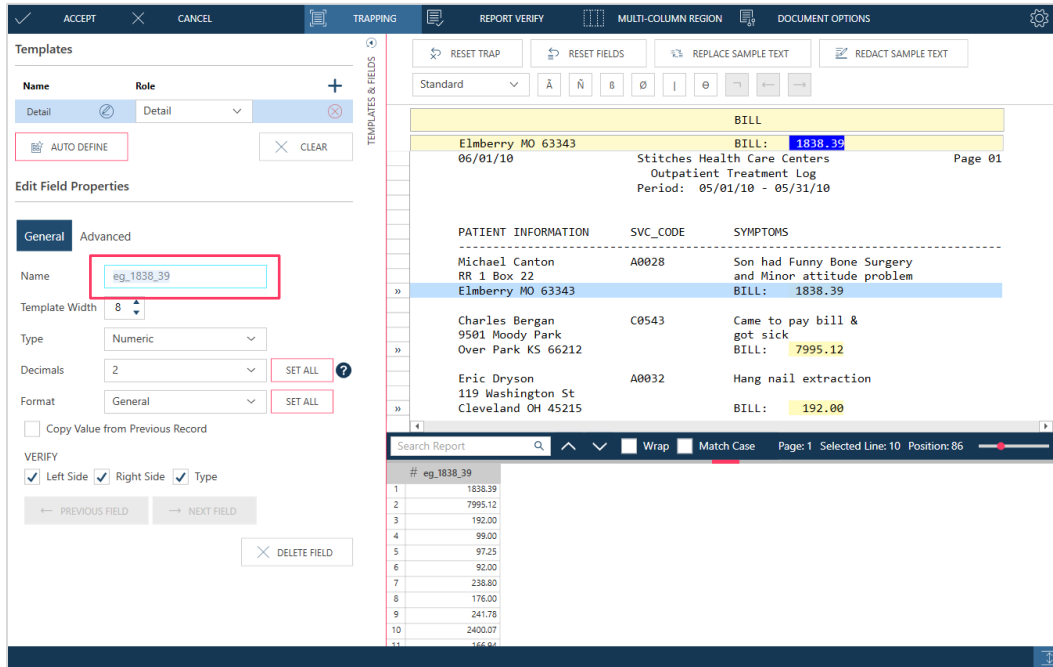 ACCEPT CANCEL TRAPPING REPORT VERIFY MULTI-COLUMN REGION DOCUMENT OPTIONS
Templates
Name Role
Detail Detail
AUTO DEFINE CLEAR
Edit Field Properties
General Advanced
Name eg_1838_39
Template Width 8
Type Numeric
Decimals 2 SET ALL ?
Format General SET ALL
Copy Value from Previous Record
VERIFY
Left Side Right Side Type
← PREVIOUS FIELD → NEXT FIELD
DELETE FIELD
TEMPLATES & FIELDS
RESET TRAP RESET FIELDS REPLACE SAMPLE TEXT REDACT SAMPLE TEXT
Standard Ã Ñ ß Ø | ⊖ ¬ ← →
BILL
Elmberry MO 63343 BILL: 1838.39
06/01/10 Stitches Health Care Centers Page 01
Outpatient Treatment Log
Period: 05/01/10 - 05/31/10
PATIENT INFORMATION SVC_CODE SYMPTOMS
--------------------------------------------------------------------------------
Michael Canton A0028 Son had Funny Bone Surgery
RR 1 Box 22 and Minor attitude problem
» Elmberry MO 63343 BILL: 1838.39
Charles Bergan C0543 Came to pay bill &
9501 Moody Park got sick
» Over Park KS 66212 BILL: 7995.12
Eric Dryson A0032 Hang nail extraction
119 Washington St
» Cleveland OH 45215 BILL: 192.00
Search Report Wrap Match Case Page: 1 Selected Line: 10 Position: 86
# eg_1838_39
1 1838.39
2 7995.12
3 192.00
4 99.00
5 97.25
6 92.00
7 238.80
8 176.00
9 241.78
10 2400.07
11 166.94